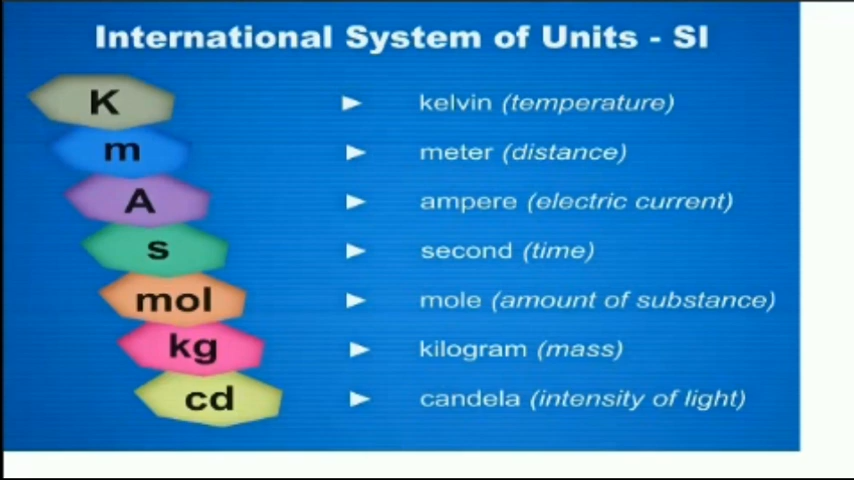 International System of Units - SI
K kelvin (temperature)
m meter (distance)
A ampere (electric current)
s second (time)
mol mole (amount of substance)
kg kilogram (mass)
cd candela (intensity of light)